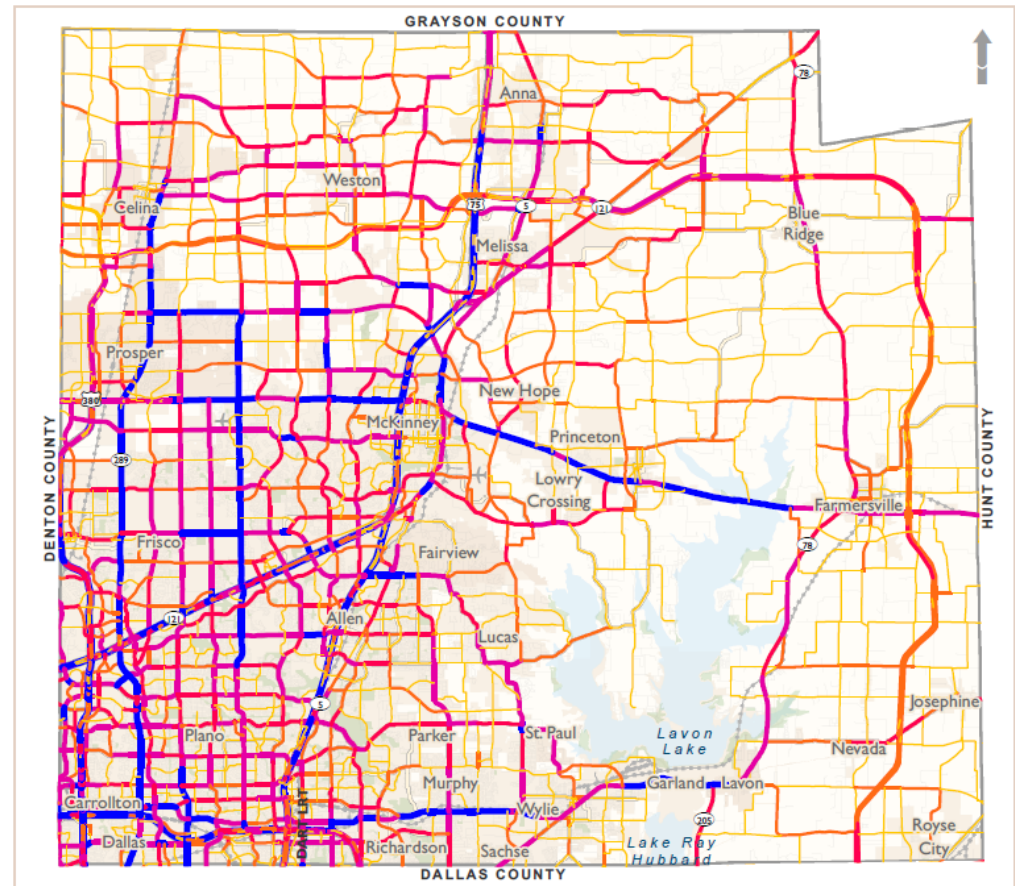 GRAYSON COUNTY
78
Anna
Weston
Celina
75
5
121
Blue
Ridge
Melissa
Prosper
New Hope
380
McKinney
Princeton
DENTON COUNTY
289
Lowry
Crossing
HUNT COUNTY
Farmersville
Frisco
78
Fairview
121
Allen
Lucas
5
Josephine
Plano
Parker
St. Paul
Lavon
Lake
Nevada
Murphy
Garland
Lavon
Carrollton
DART LRT
Wylie
205
Dallas
Richardson
Sachse
Lake Ray
Hubbard
Royse
City
DALLAS COUNTY